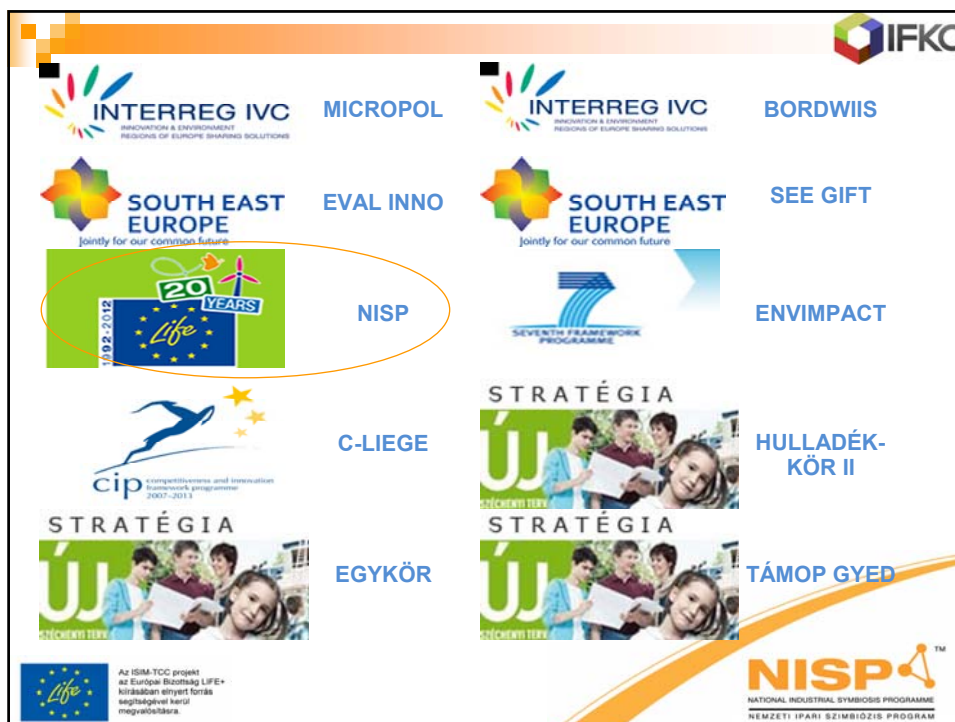 IFKC
INTERREG IVC
INNOVATION & ENVIRONMENT
REGIONS OF EUROPE SHARING SOLUTIONS
MICROPOL
INTERREG IVC
INNOVATION & ENVIRONMENT
REGIONS OF EUROPE SHARING SOLUTIONS
BORDWIIS
SOUTH EAST
EUROPE
Jointly for our common future
EVAL INNO
SOUTH EAST
EUROPE
Jointly for our common future
SEE GIFT
20
YEARS
1992-2012
Life
NISP
7
SEVENTH FRAMEWORK
PROGRAMME
ENVIMPACT
cip competitiveness and innovation
framework programme
2007-2013
C-LIEGE
STRATÉGIA
ÚJ
SZÉCHENYI TERV
HULLADÉK-
KÖR II
STRATÉGIA
ÚJ
SZÉCHENYI TERV
EGYKÖR
STRATÉGIA
ÚJ
SZÉCHENYI TERV
TÁMOP GYED
Life
Az ISIM-TCC projekt
az Európai Bizottság LIFE+
kiírásában elnyert forrás
segítségével kerül
megvalósításra.
NISP TM
NATIONAL INDUSTRIAL SYMBIOSIS PROGRAMME
NEMZETI IPARI SZIMBIÓZIS PROGRAM